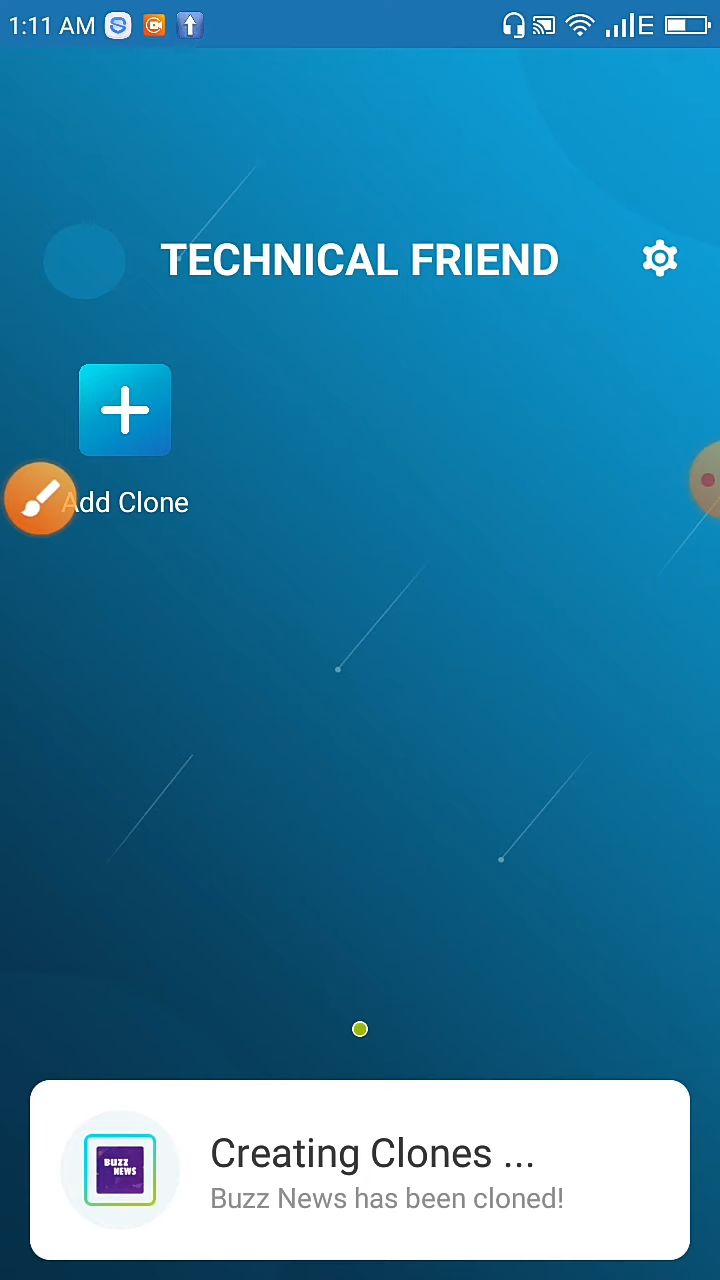 1:11 AM
E
TECHNICAL FRIEND
Add Clone
BUZZ
NEWS
Creating Clones ...
Buzz News has been cloned!